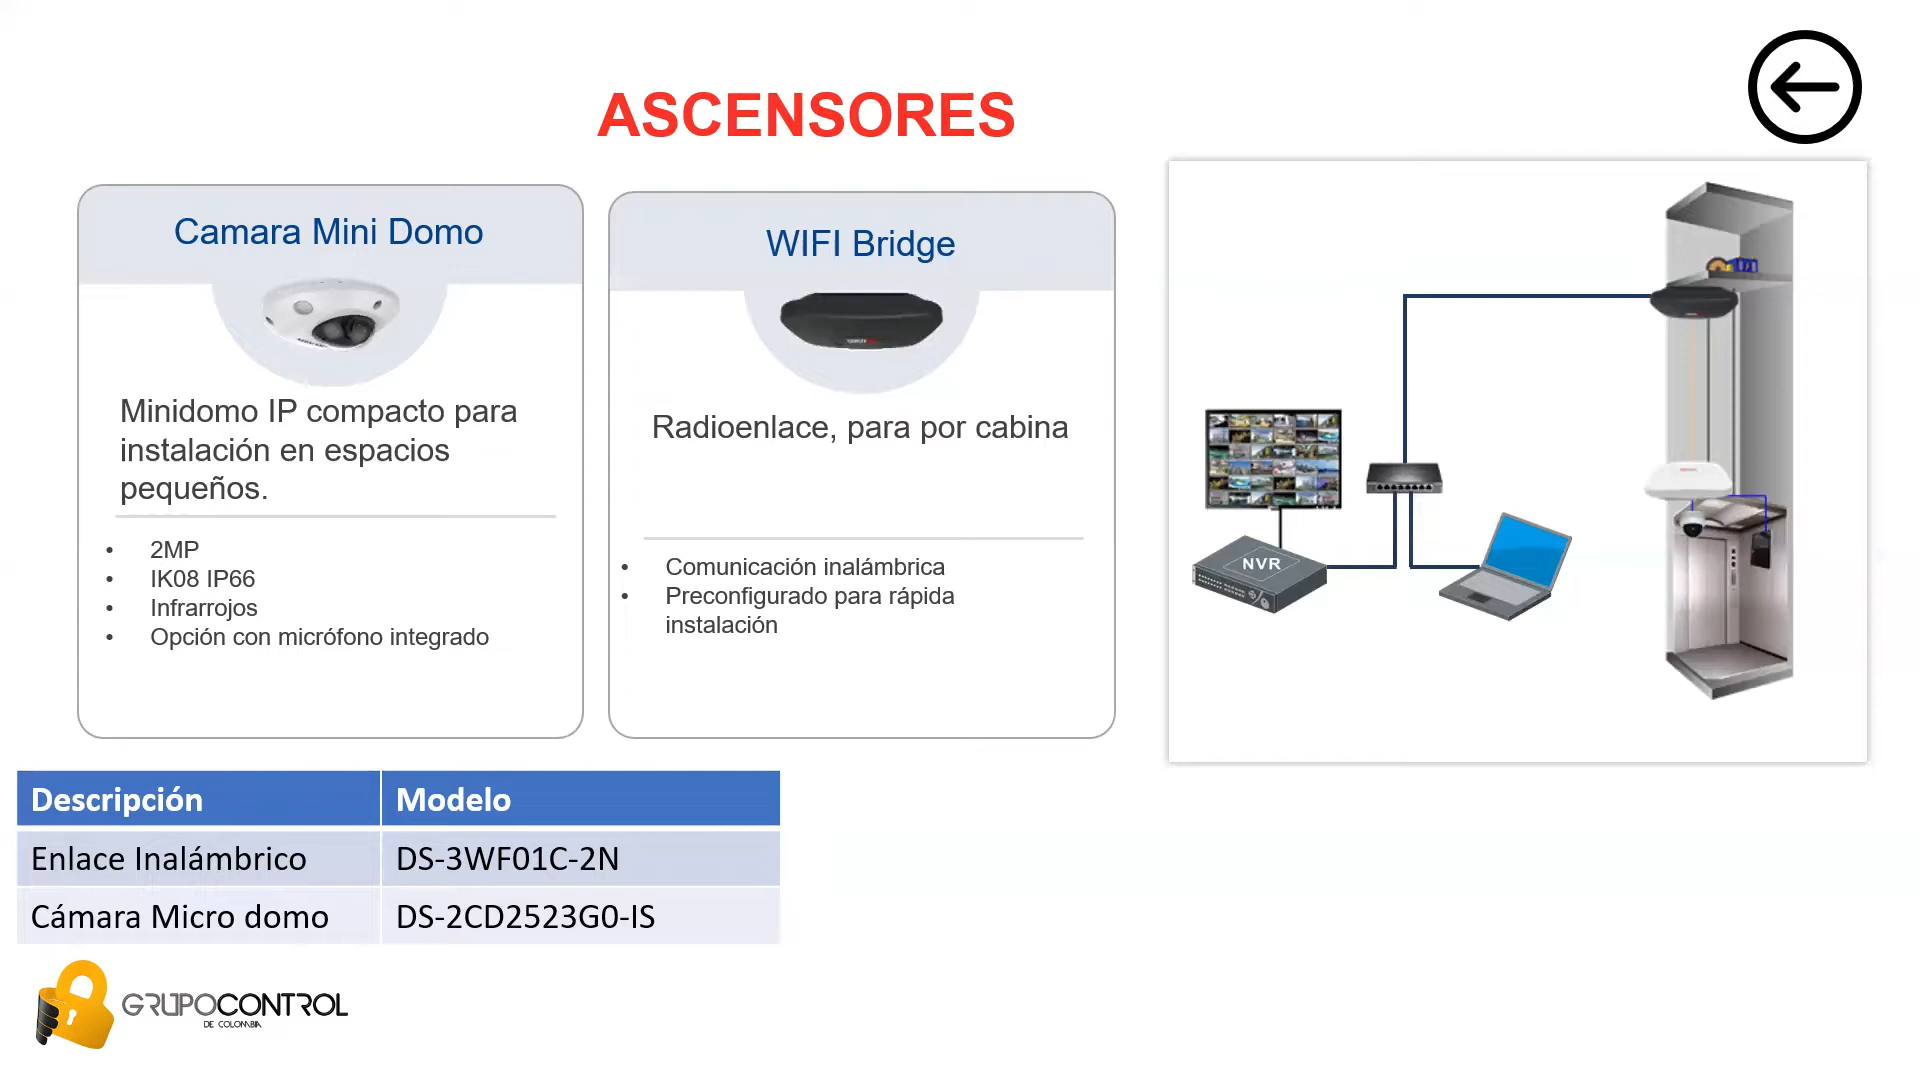 ASCENSORES
Camara Mini Domo
Minidomo IP compacto para
instalación en espacios
pequeños.
• 2MP
• IK08 IP66
• Infrarrojos
• Opción con micrófono integrado
WIFI Bridge
Radioenlace, para por cabina
• Comunicación inalámbrica
• Preconfigurado para rápida
instalación
NVR
Descripción Modelo
Enlace Inalámbrico DS-3WF01C-2N
Cámara Micro domo DS-2CD2523G0-IS
GRUPOCONTROL
DE COLOMBIA